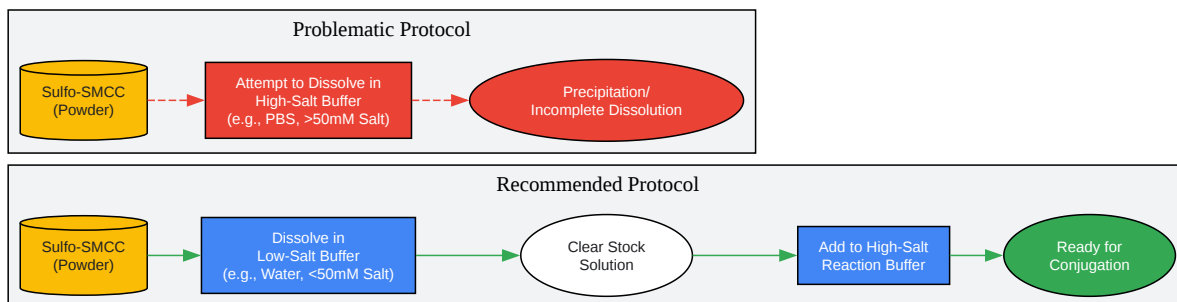 Problematic Protocol
Sulfo-SMCC
(Powder)
Attempt to Dissolve in
High-Salt Buffer
(e.g., PBS, >50mM Salt)
Precipitation/
Incomplete Dissolution
Recommended Protocol
Sulfo-SMCC
(Powder)
Dissolve in
Low-Salt Buffer
(e.g., Water, <50mM Salt)
Clear Stock
Solution
Add to High-Salt
Reaction Buffer
Ready for
Conjugation